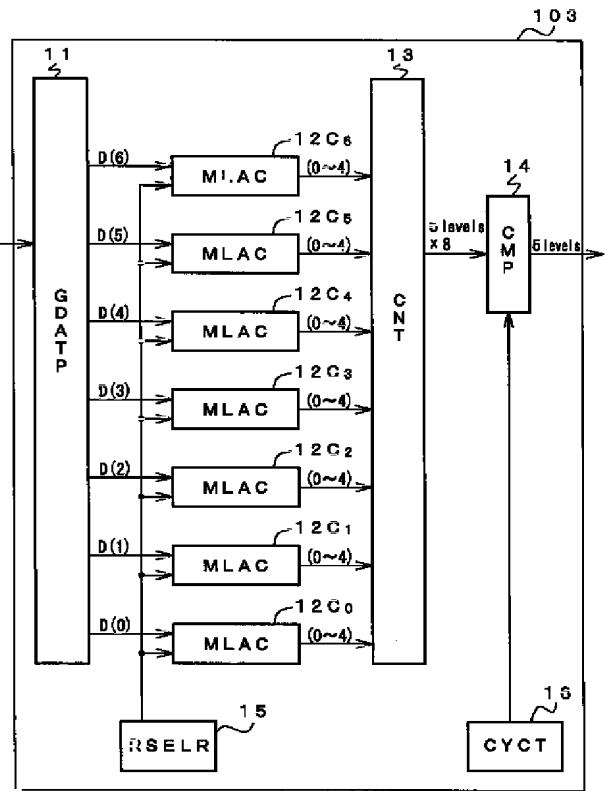 103
11
13
12C6
D(6)
MLAC
(0~4)
14
12C5
D(5)
MLAC
(0~4)
5 levels
× 8
CMP
5 levels
12C4
D(4)
MLAC
(0~4)
GDATP
CNT
12C3
D(3)
MLAC
(0~4)
12C2
D(2)
MLAC
(0~4)
12C1
D(1)
MLAC
(0~4)
12C0
D(0)
MLAC
(0~4)
15
RSELR
16
CYCT